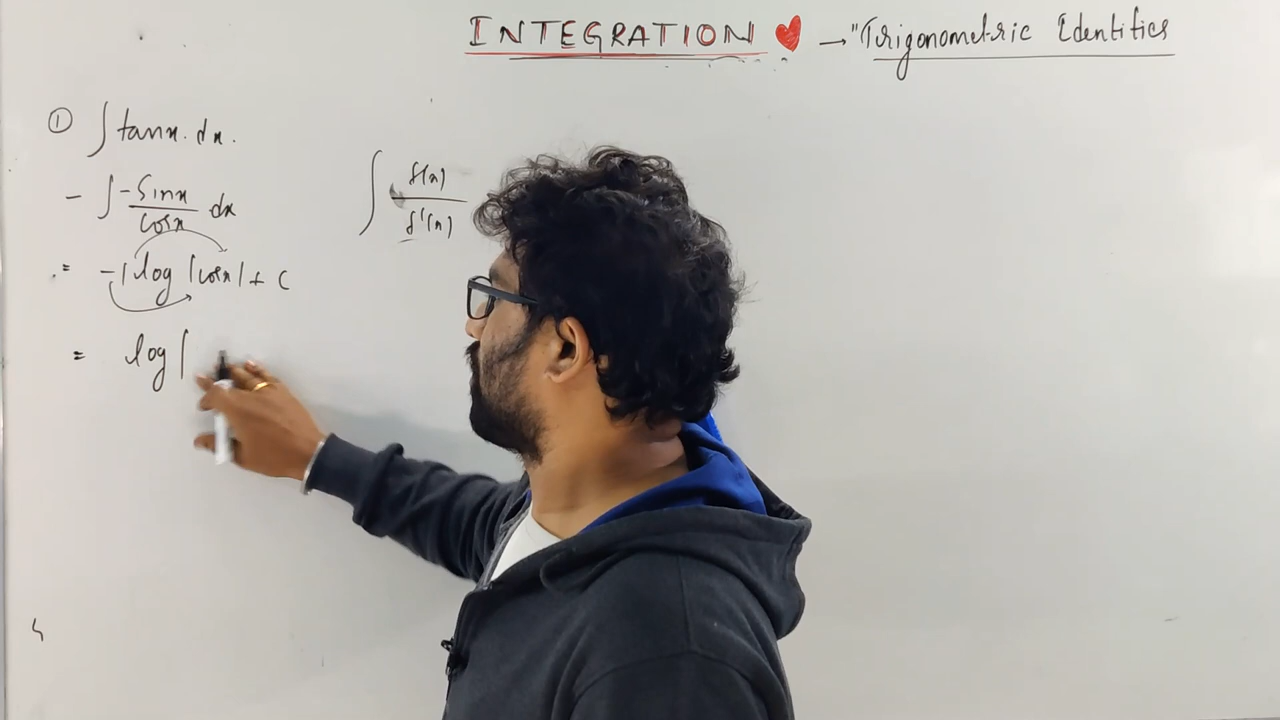 INTEGRATION ❤ → "Trigonometric Identities
① ∫ tanx. dx.
- ∫ -Sinx/Cosx dx
∫ f(x)/f'(x)
= -1 log |cosx| + C
= log |